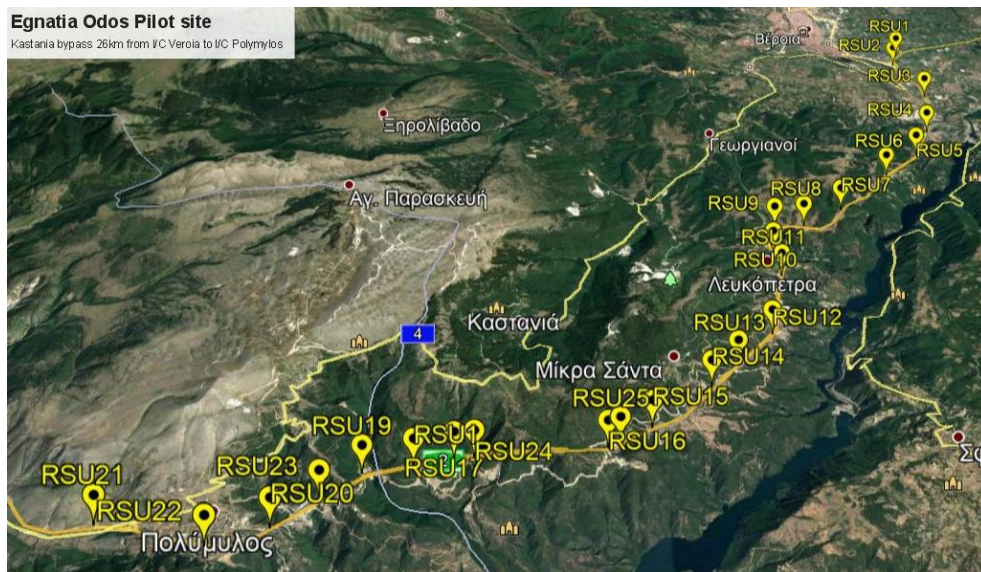 Egnatia Odos Pilot site
Kastania bypass 26km from I/C Veroia to I/C Polymylos
Βέροια
RSU1
RSU2
RSU3
RSU4
RSU5
RSU6
Ξηρολίβαδο
Γεωργιανοί
RSU7
RSU8
RSU9
Αγ. Παρασκευή
RSU11
RSU10
Λευκόπετρα
RSU12
Καστανιά
4
RSU13
RSU14
Μίκρα Σάντα
RSU25
RSU15
RSU16
RSU19
RSU1
RSU24
RSU17
RSU23
RSU20
RSU21
RSU22
Πολύμυλος